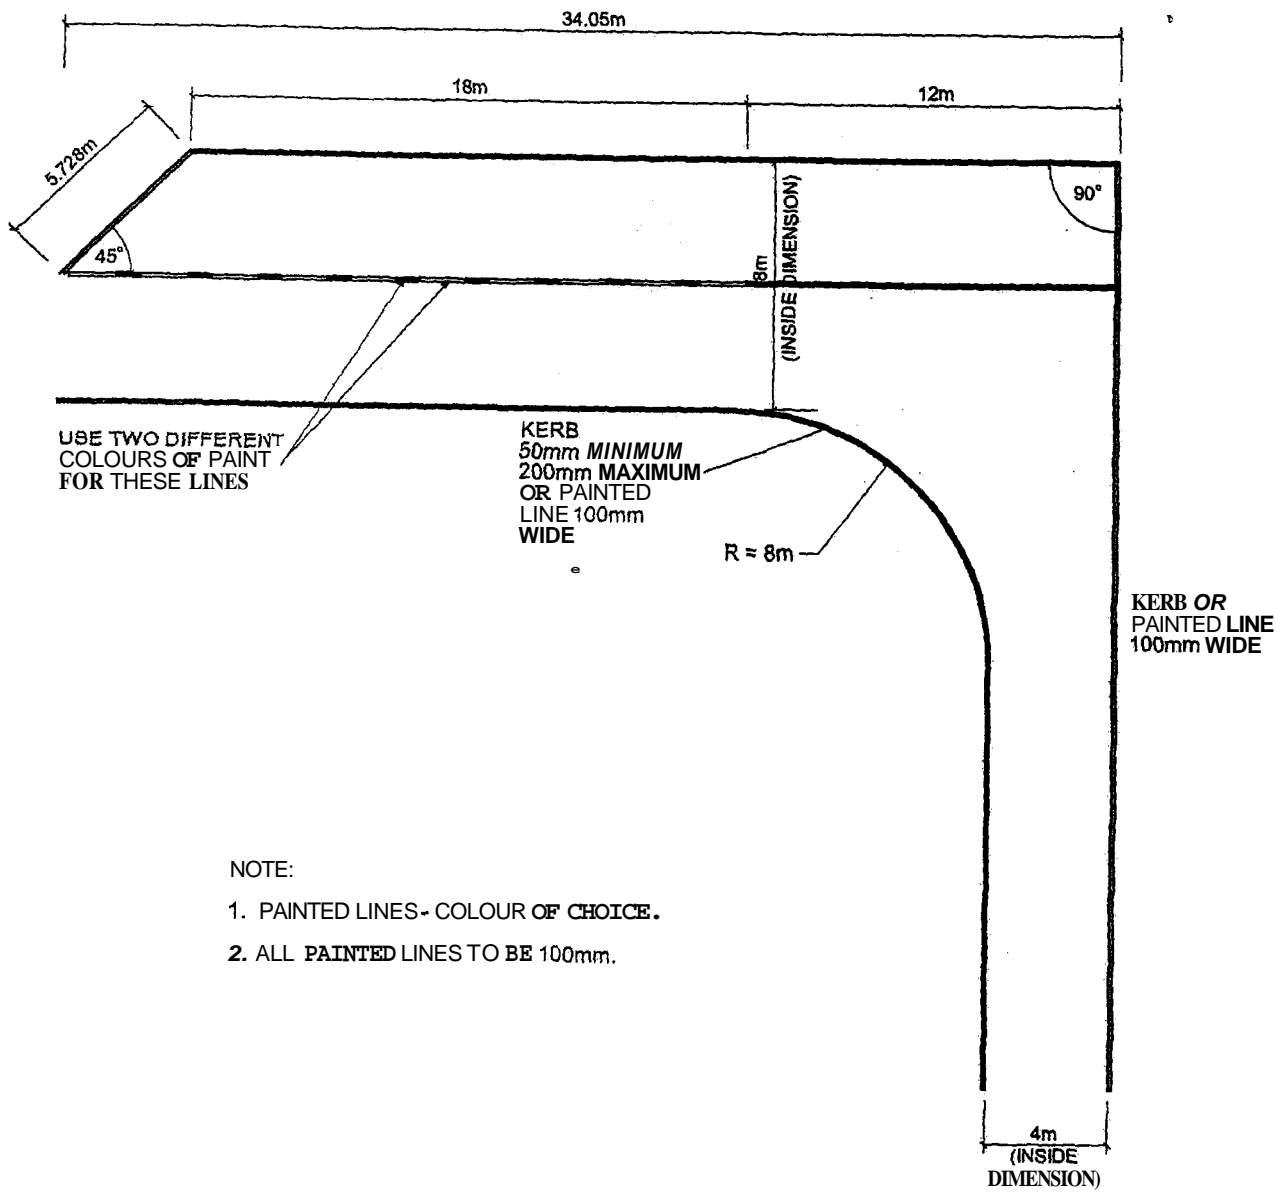 34.05m
18m
12m
5.728m
90°
45°
8m
(INSIDE DIMENSION)
USE TWO DIFFERENT
COLOURS OF PAINT
FOR THESE LINES
KERB
50mm MINIMUM
200mm MAXIMUM
OR PAINTED
LINE 100mm
WIDE
R = 8m
e
KERB OR
PAINTED LINE
100mm WIDE
NOTE:
1. PAINTED LINES - COLOUR OF CHOICE.
2. ALL PAINTED LINES TO BE 100mm.
4m
(INSIDE
DIMENSION)